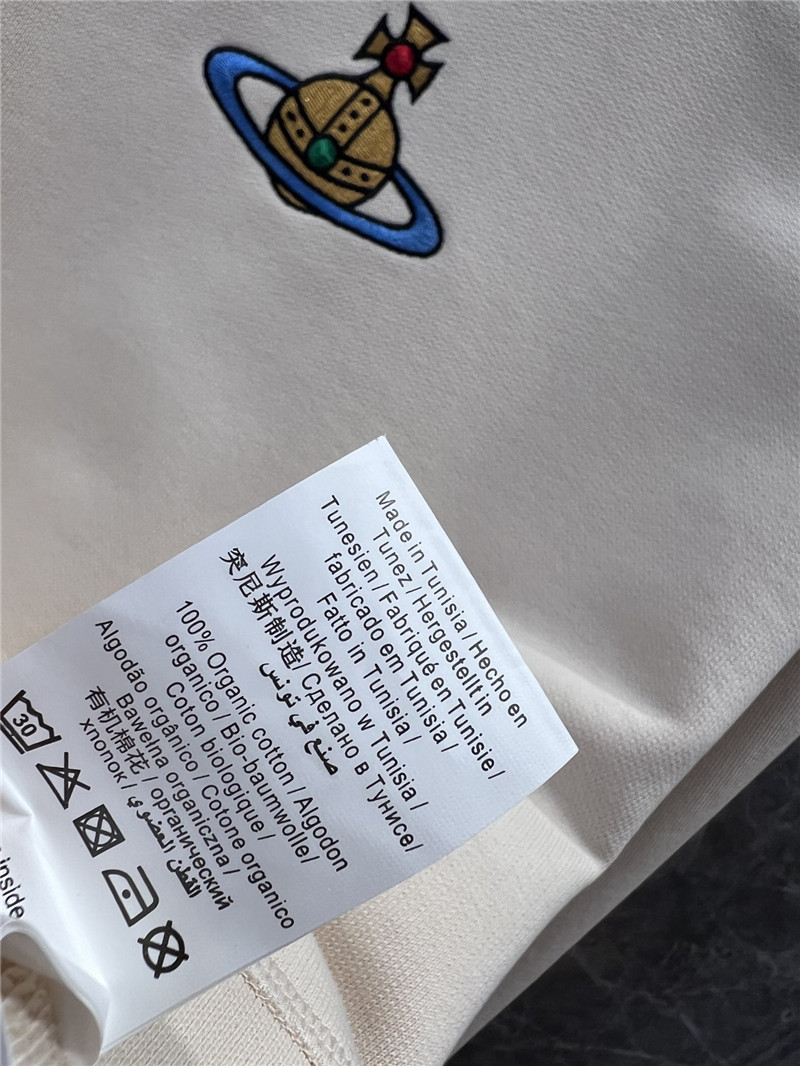 Made in Tunisia / Hecho en
Tunez / Hergestellt in
Tunesien / Fabriqué en Tunisie/
fabricado em Tunisia /
Fatto in Tunisia /
Wyprodukowano w Tunisia /
突尼斯制造/ Сделано в Тунисе/
صنع في تونس
100% Organic cotton / Algodon
organico / Bio-baumwolle/
Coton biologique /
Algodão orgânico / Cotone organico
Bawełna organiczna /
有机棉花 / органический
хлопок / القطن العضوي
30
inside